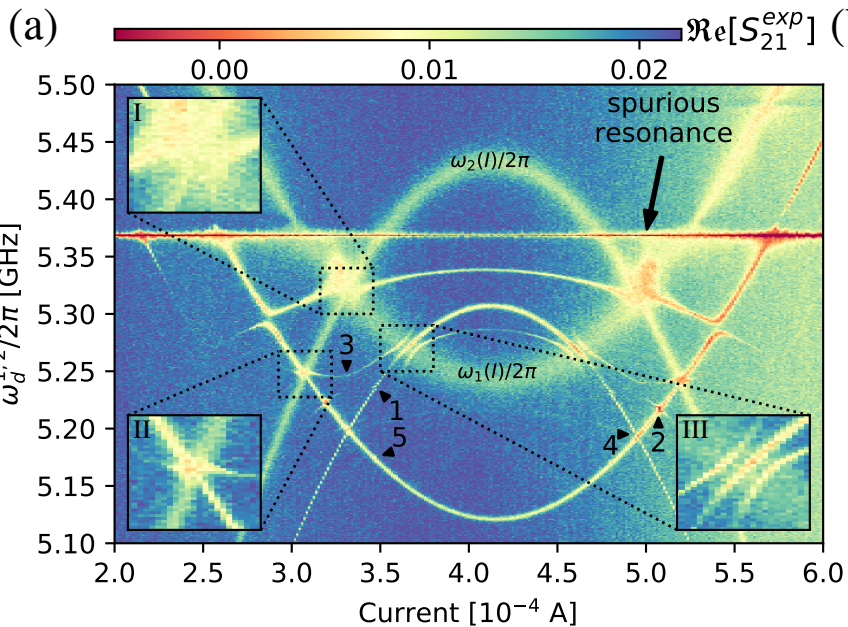 (a)
ℜe[S₂₁ᵉˣᵖ]
(
0.00 0.01 0.02
5.50
5.45
5.40
5.35
5.30
5.25
5.20
5.15
5.10
I
spurious
resonance
ω₂(I)/2π
3
ω₁(I)/2π
1
5
4
2
II
III
2.0 2.5 3.0 3.5 4.0 4.5 5.0 5.5 6.0
Current [10⁻⁴ A]